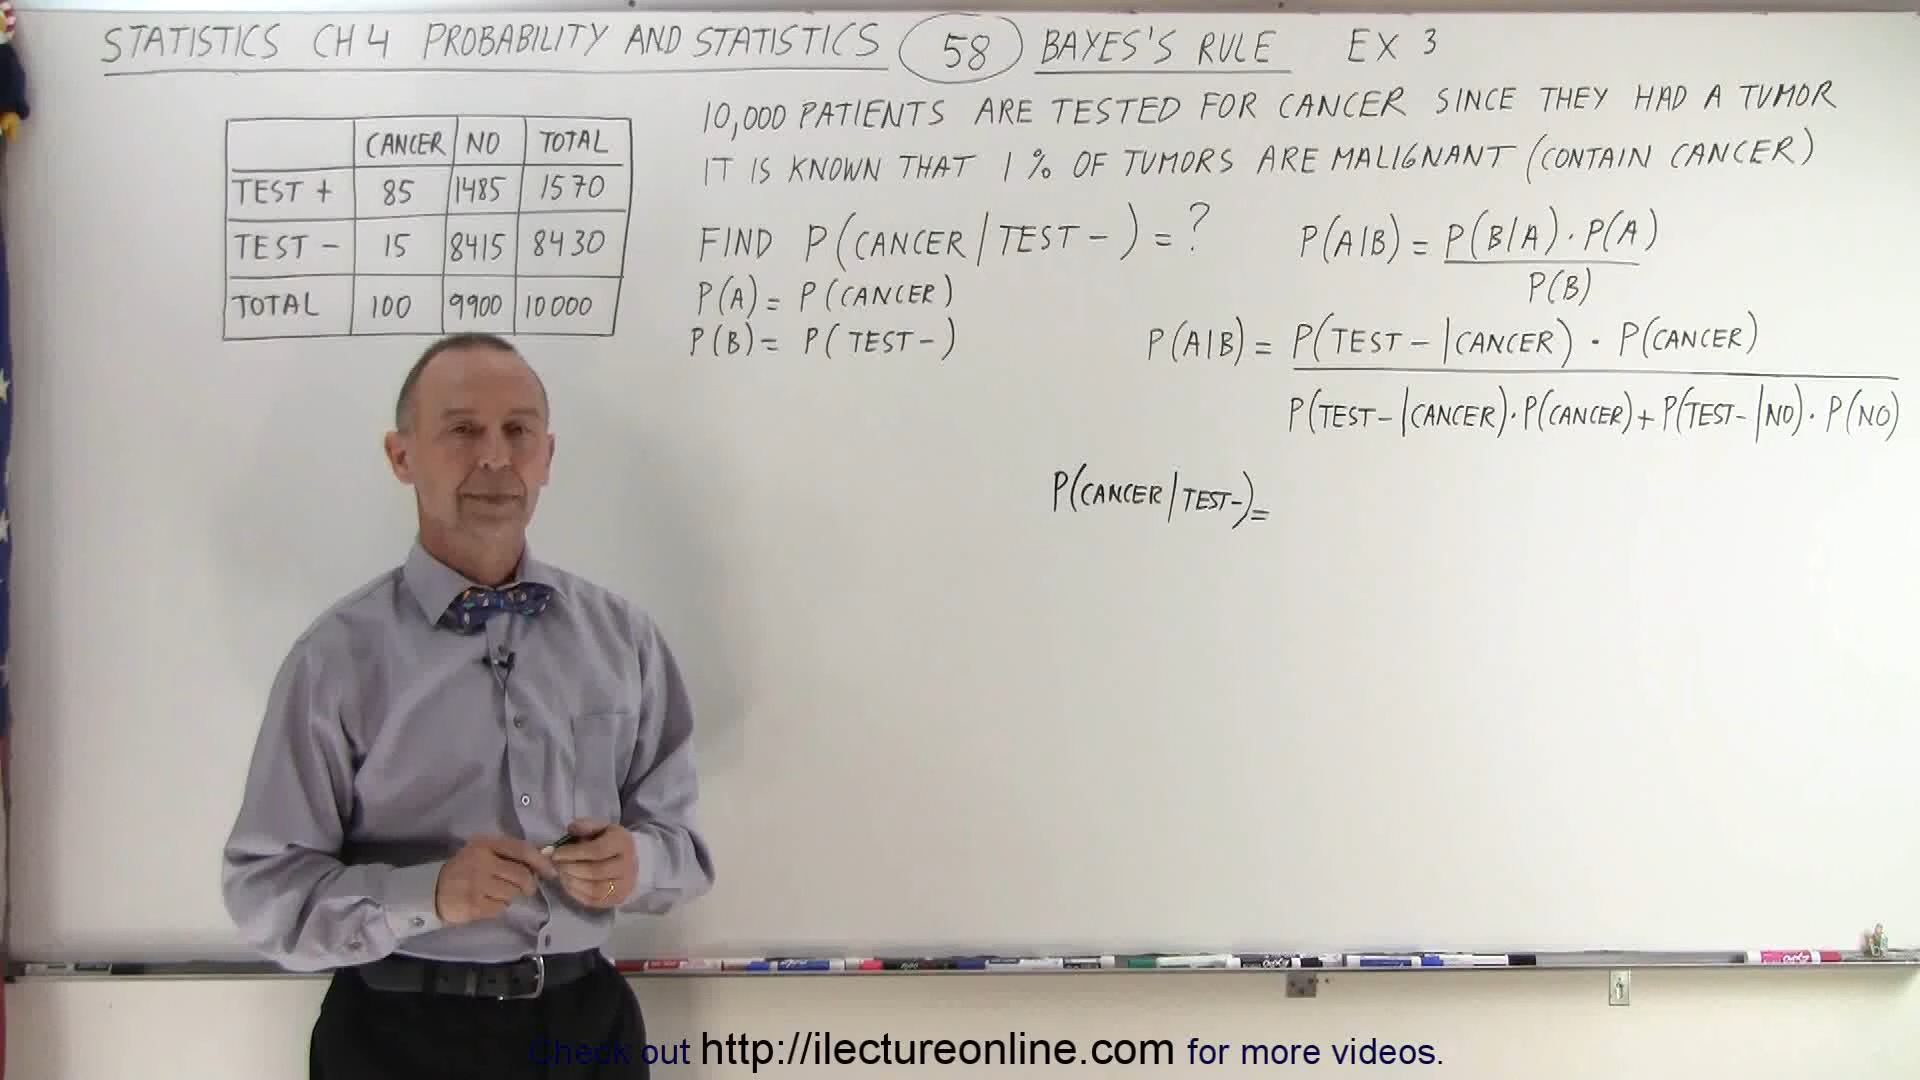 STATISTICS CH 4 PROBABILITY AND STATISTICS 58 BAYES'S RULE EX 3
CANCER NO TOTAL
TEST + 85 1485 1570
TEST - 15 8415 8430
TOTAL 100 9900 10000
10,000 PATIENTS ARE TESTED FOR CANCER SINCE THEY HAD A TUMOR
IT IS KNOWN THAT 1 % OF TUMORS ARE MALIGNANT (CONTAIN CANCER)
FIND P(CANCER | TEST - ) = ?
P(A) = P(CANCER)
P(B) = P( TEST - )
P(A|B) = P(B|A) · P(A)
P(B)
P(A|B) = P(TEST - | CANCER) · P(CANCER)
P(TEST- | CANCER) · P(CANCER) + P(TEST- | NO) · P(NO)
P(CANCER | TEST-) =
Check out http://ilectureonline.com for more videos.